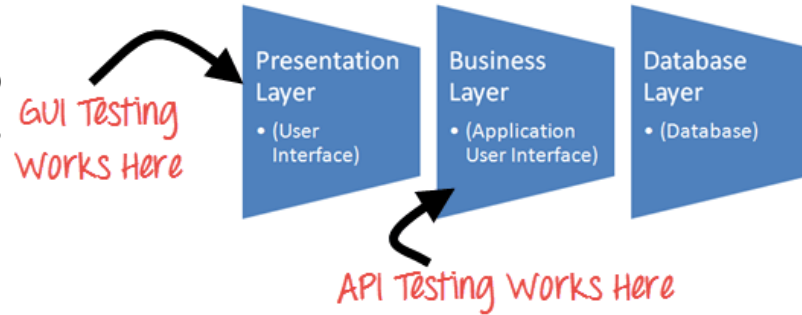 GUI Testing
Works Here
Presentation
Layer
• (User
Interface)
Business
Layer
• (Application
User Interface)
Database
Layer
• (Database)
API Testing Works Here